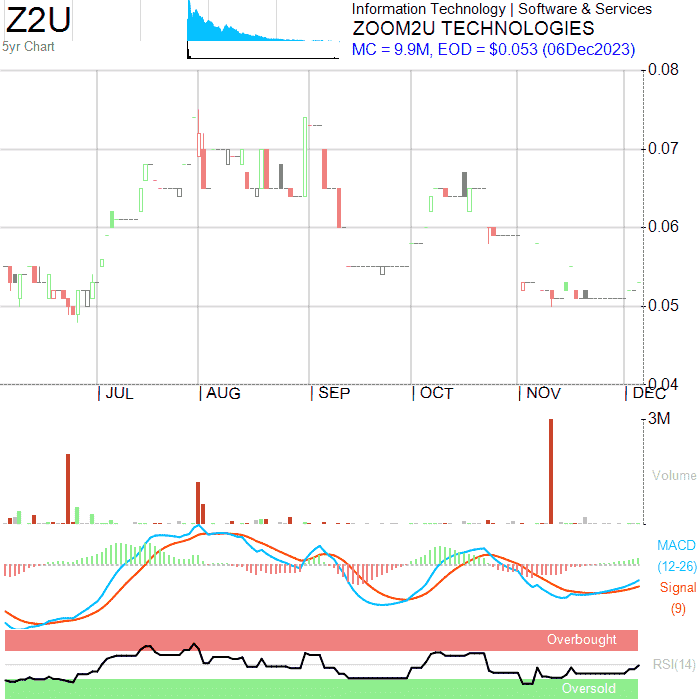 Z2U
5yr Chart
Information Technology | Software & Services
ZOOM2U TECHNOLOGIES
MC = 9.9M, EOD = $0.053 (06Dec2023)
0.08
0.07
0.06
0.05
0.04
JUL
AUG
SEP
OCT
NOV
DEC
3M
Volume
MACD
(12-26)
Signal
(9)
Overbought
RSI(14)
Oversold